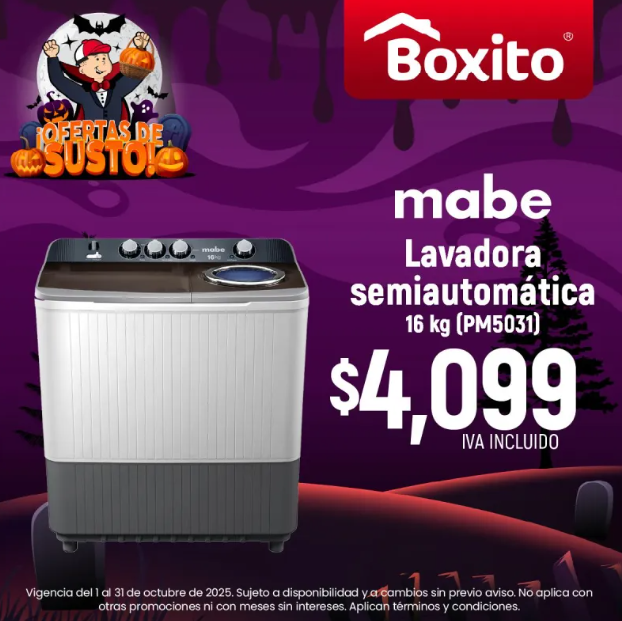 ¡OFERTAS DE
SUSTO!
Boxito®
mabe
Lavadora
semiautomática
16 kg (PM5031)
$4,099
IVA INCLUIDO
mabe
16 kg
Vigencia del 1 al 31 de octubre de 2025. Sujeto a disponibilidad y a cambios sin previo aviso. No aplica con
otras promociones ni con meses sin intereses. Aplican términos y condiciones.